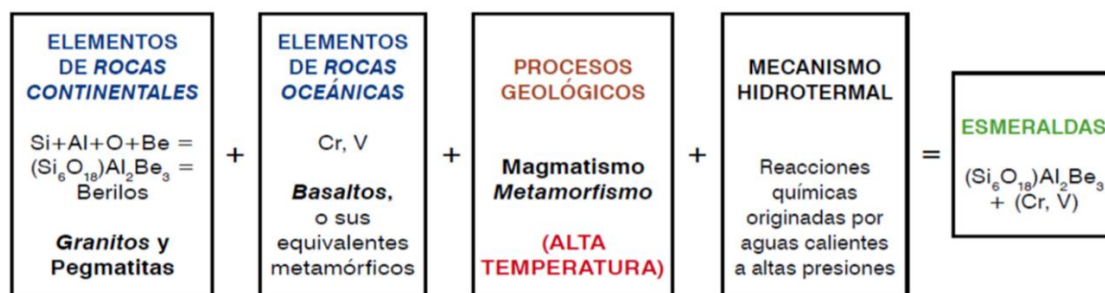 ELEMENTOS
DE ROCAS
CONTINENTALES
Si+Al+O+Be =
(Si₆O₁₈)Al₂Be₃ =
Berilos
Granitos y
Pegmatitas
+
ELEMENTOS
DE ROCAS
OCEÁNICAS
Cr, V
Basaltos,
o sus
equivalentes
metamórficos
+
PROCESOS
GEOLÓGICOS
Magmatismo
Metamorfismo
(ALTA
TEMPERATURA)
+
MECANISMO
HIDROTERMAL
Reacciones
químicas
originadas por
aguas calientes
a altas presiones
=
ESMERALDAS
(Si₆O₁₈)Al₂Be₃
+ (Cr, V)